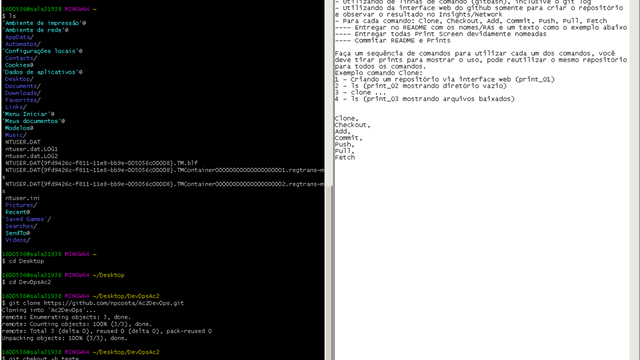 16005360@sala31938 MINGW64 ~
$ ls
'Ambiente de impressão'@
'Ambiente de rede'@
AppData/
Automatos/
'Configurações locais'@
Contacts/
Cookies@
'Dados de aplicativos'@
Desktop/
Documents/
Downloads/
Favorites/
Links/
'Menu Iniciar'@
'Meus documentos'@
Modelos@
Music/
NTUSER.DAT
ntuser.dat.LOG1
ntuser.dat.LOG2
NTUSER.DAT{9fd9426c-f811-11e8-bb9e-005056c00008}.TM.blf
NTUSER.DAT{9fd9426c-f811-11e8-bb9e-005056c00008}.TMContainer00000000000000000001.regtrans-m
s
NTUSER.DAT{9fd9426c-f811-11e8-bb9e-005056c00008}.TMContainer00000000000000000002.regtrans-m
s
ntuser.ini
Pictures/
Recent@
'Saved Games'/
Searches/
SendTo@
Videos/
16005360@sala31938 MINGW64 ~
$ cd Desktop
16005360@sala31938 MINGW64 ~/Desktop
$ cd DevOpsAc2
16005360@sala31938 MINGW64 ~/Desktop/DevOpsAc2
$ git clone https://github.com/npcosta/Ac2DevOps.git
Cloning into 'Ac2DevOps'...
remote: Enumerating objects: 3, done.
remote: Counting objects: 100% (3/3), done.
remote: Total 3 (delta 0), reused 0 (delta 0), pack-reused 0
Unpacking objects: 100% (3/3), done.
16005360@sala31938 MINGW64 ~/Desktop/DevOpsAc2
$ git chekout -b teste
- Utilizando de linhas de comando (gitbash), inclusive o git log
- Utilizando da interface web do github somente para criar o repositório
e observar o resultado no Insights/Network
- Para cada comando: Clone, Checkout, Add, Commit, Push, Pull, Fetch
---- Entregar no README com os nomes/RAs e um texto como o exemplo abaixo
---- Entregar todas Print Screen devidamente nomeadas
---- Commitar README e Prints
Faça um sequência de comandos para utilizar cada um dos comandos, você
deve tirar prints para mostrar o uso, pode reutilizar o mesmo repositório
para todos os comandos.
Exemplo comando Clone:
1 - Criando um repositório via interface web (print_01)
2 - ls (print_02 mostrando diretório vazio)
3 - clone ...
4 - ls (print_03 mostrando arquivos baixados)
Clone,
Checkout,
Add,
Commit,
Push,
Pull,
Fetch